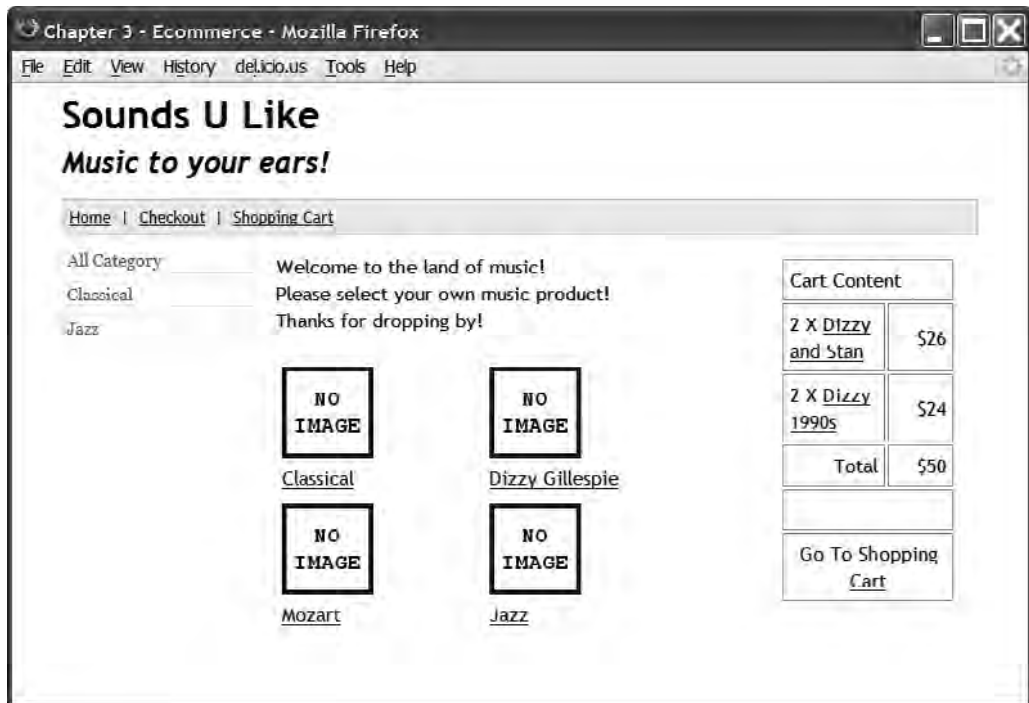 Chapter 3 - Ecommerce - Mozilla Firefox
File Edit View History del.icio.us Tools Help
Sounds U Like
Music to your ears!
Home | Checkout | Shopping Cart
All Category
Classical
Jazz
Welcome to the land of music!
Please select your own music product!
Thanks for dropping by!
NO
IMAGE
Classical
NO
IMAGE
Dizzy Gillespie
NO
IMAGE
Mozart
NO
IMAGE
Jazz
Cart Content
2 X Dizzy
and Stan
$26
2 X Dizzy
1990s
$24
Total $50
Go To Shopping
Cart